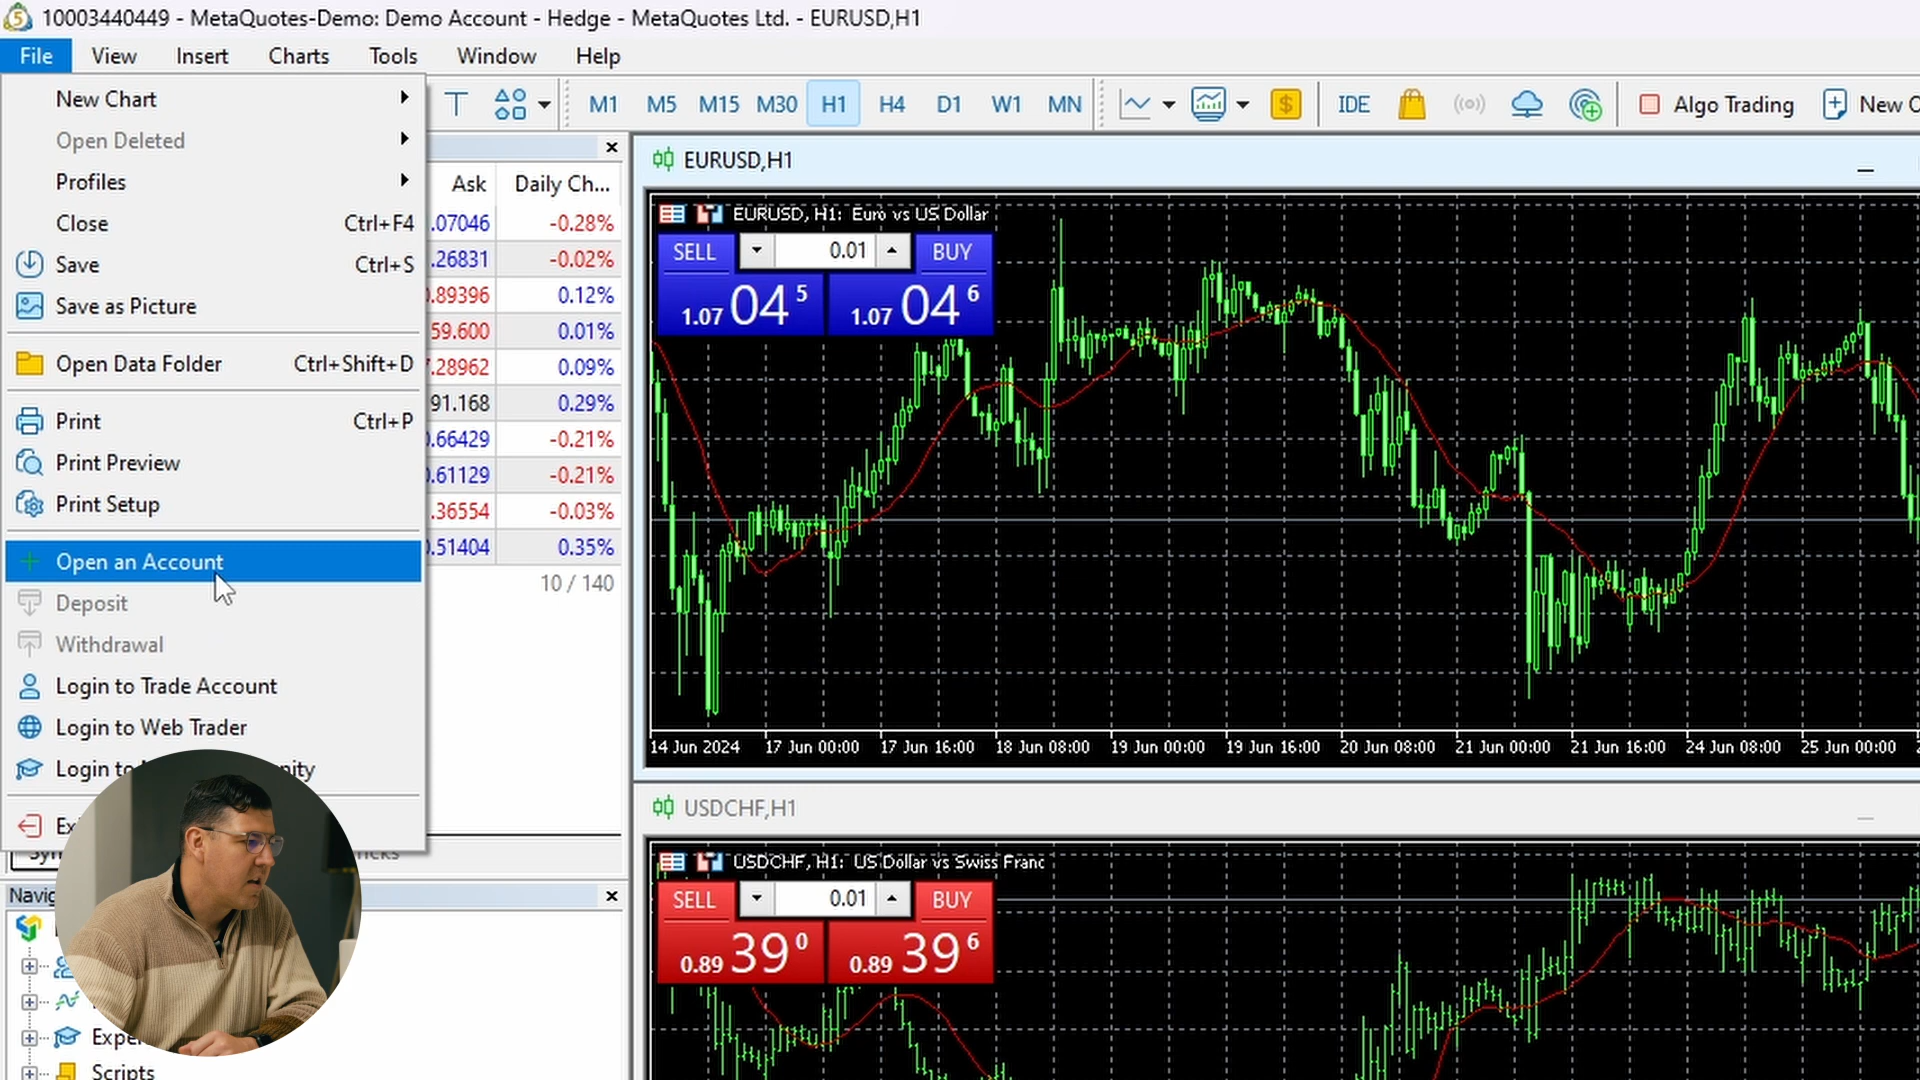 10003440449 - MetaQuotes-Demo: Demo Account - Hedge - MetaQuotes Ltd. - EURUSD,H1
File View Insert Charts Tools Window Help
M1 M5 M15 M30 H1 H4 D1 W1 MN IDE Algo Trading New O
New Chart
Open Deleted
Profiles
Close Ctrl+F4
Save Ctrl+S
Save as Picture
Open Data Folder Ctrl+Shift+D
Print Ctrl+P
Print Preview
Print Setup
Open an Account
Deposit
Withdrawal
Login to Trade Account
Login to Web Trader
Login to
Ask Daily Ch...
.07046 -0.28%
.26831 -0.02%
.89396 0.12%
59.600 0.01%
.28962 0.09%
91.168 0.29%
.66429 -0.21%
.61129 -0.21%
.36554 -0.03%
.51404 0.35%
10 / 140
Scripts
EURUSD,H1
EURUSD, H1: Euro vs US Dollar
SELL 0.01 BUY
1.07 04 5 1.07 04 6
14 Jun 2024 17 Jun 00:00 17 Jun 16:00 18 Jun 08:00 19 Jun 00:00 19 Jun 16:00 20 Jun 08:00 21 Jun 00:00 21 Jun 16:00 24 Jun 08:00 25 Jun 00:00
USDCHF,H1
USDCHF, H1: US Dollar vs Swiss Franc
SELL 0.01 BUY
0.89 39 0 0.89 39 6